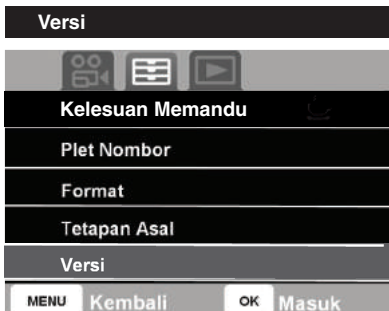 Versi
Kelesuan Memandu
Plet Nombor
Format
Tetapan Asal
Versi
MENU Kembali OK Masuk